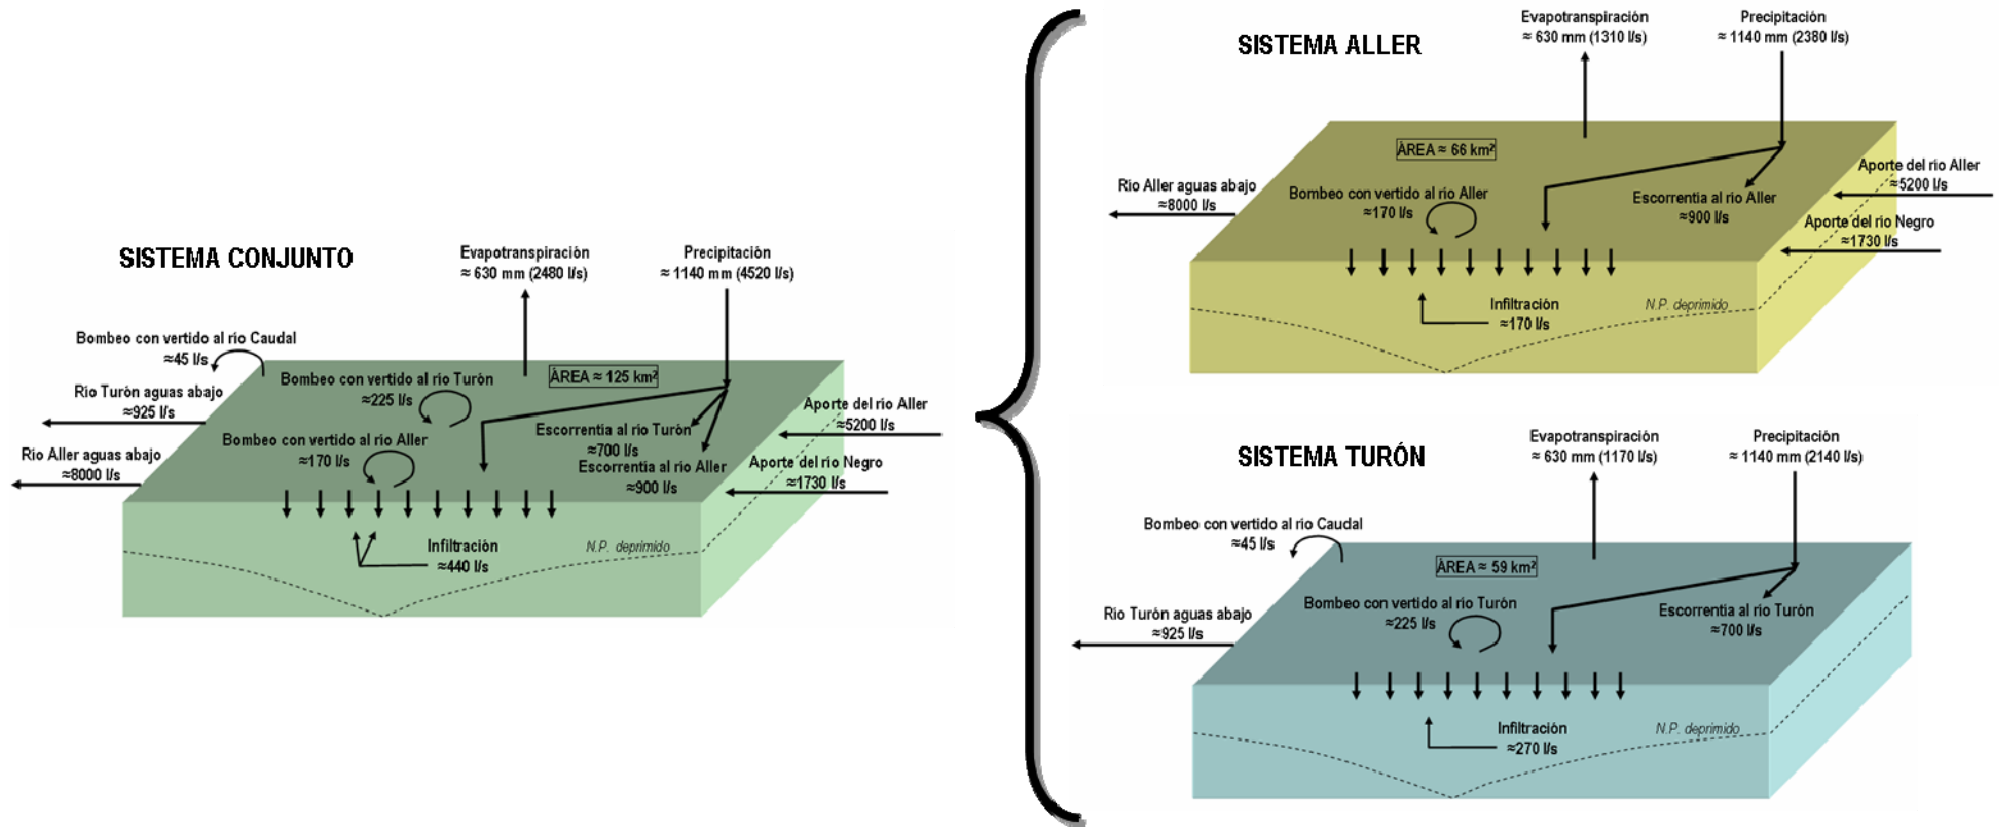 SISTEMA CONJUNTO
Evapotranspiración
≈ 630 mm (2480 l/s)
Precipitación
≈ 1140 mm (4520 l/s)
Bombeo con vertido al río Caudal
≈45 l/s
Río Turón aguas abajo
≈925 l/s
Río Aller aguas abajo
≈8000 l/s
Bombeo con vertido al río Turón
≈225 l/s
ÁREA ≈ 125 km²
Bombeo con vertido al río Aller
≈170 l/s
Escorrentia al río Turón
≈700 l/s
Escorrentia al río Aller
≈900 l/s
Aporte del río Aller
≈5200 l/s
Aporte del río Negro
≈1730 l/s
Infiltración
≈440 l/s
N.P. deprimido
SISTEMA ALLER
Evapotranspiración
≈ 630 mm (1310 l/s)
Precipitación
≈ 1140 mm (2380 l/s)
ÁREA ≈ 66 km²
Río Aller aguas abajo
≈8000 l/s
Bombeo con vertido al río Aller
≈170 l/s
Escorrentia al río Aller
≈900 l/s
Aporte del río Aller
≈5200 l/s
Aporte del río Negro
≈1730 l/s
Infiltración
≈170 l/s
N.P. deprimido
SISTEMA TURÓN
Evapotranspiración
≈ 630 mm (1170 l/s)
Precipitación
≈ 1140 mm (2140 l/s)
Bombeo con vertido al río Caudal
≈45 l/s
ÁREA ≈ 59 km²
Río Turón aguas abajo
≈925 l/s
Bombeo con vertido al río Turón
≈225 l/s
Escorrentia al río Turón
≈700 l/s
Infiltración
≈270 l/s
N.P. deprimido